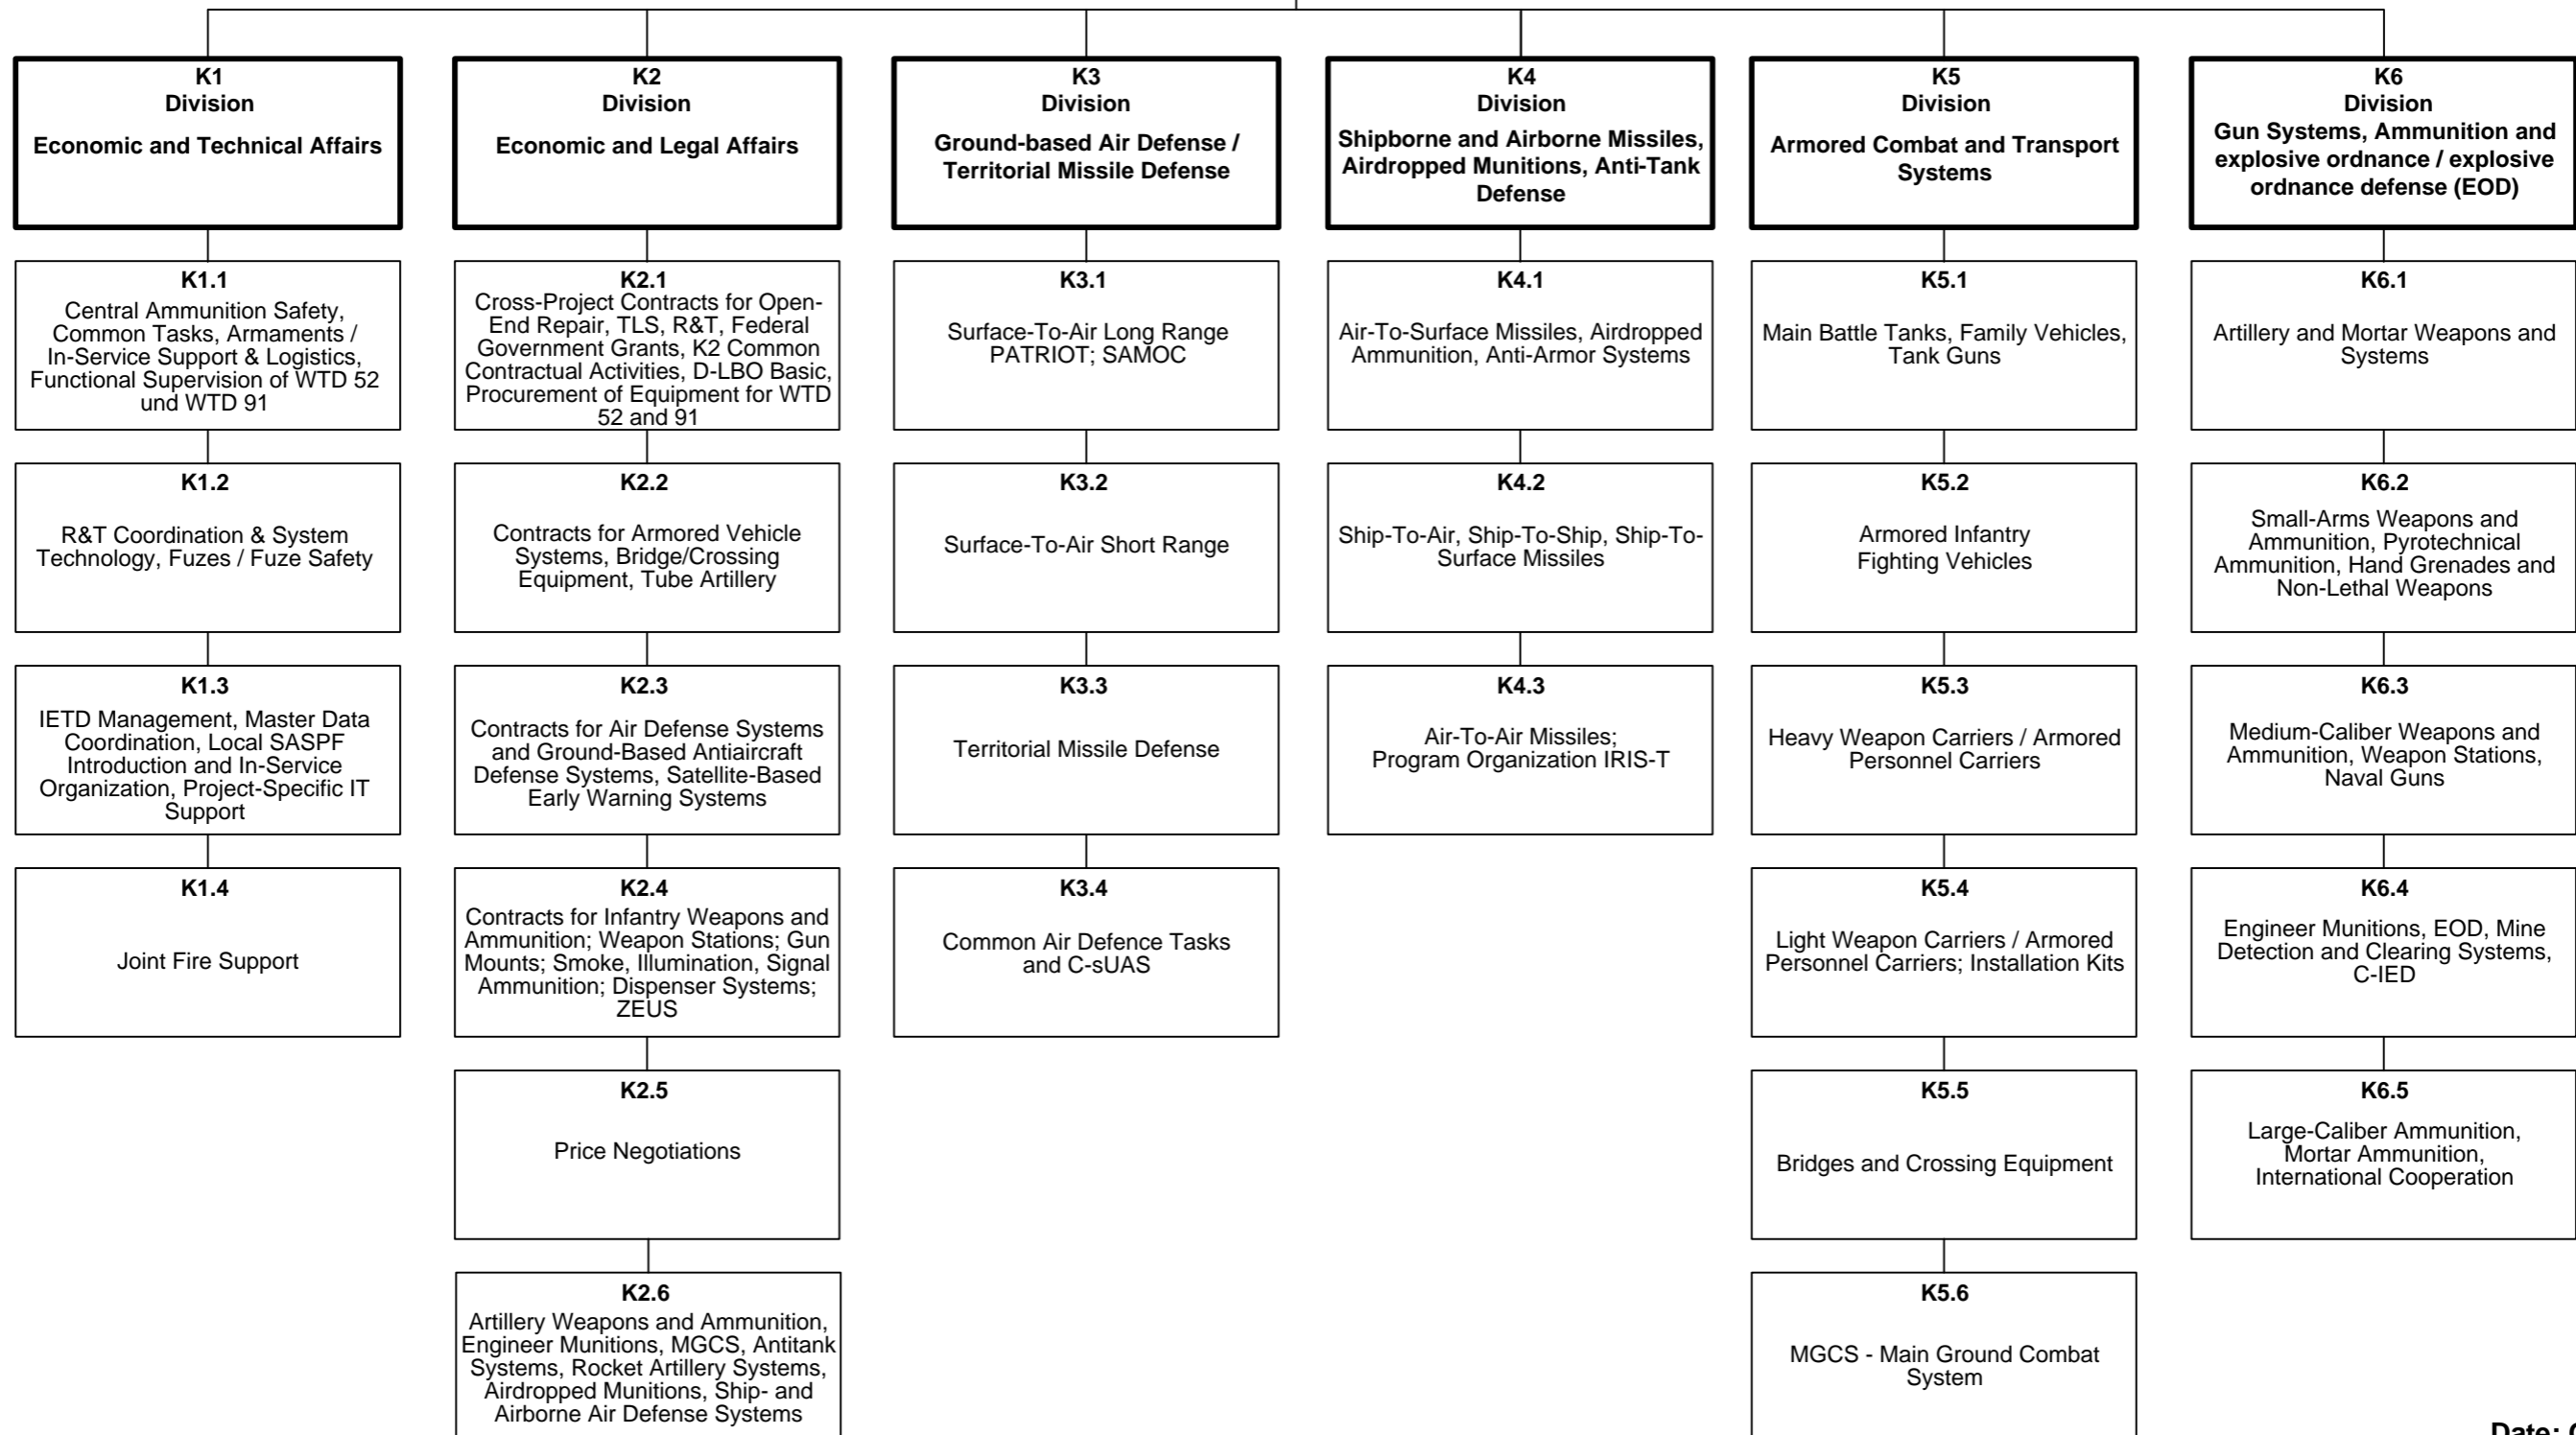 K1
Division
Economic and Technical Affairs
K1.1
Central Ammunition Safety,
Common Tasks, Armaments /
In-Service Support & Logistics,
Functional Supervision of WTD 52
und WTD 91
K1.2
R&T Coordination & System
Technology, Fuzes / Fuze Safety
K1.3
IETD Management, Master Data
Coordination, Local SASPF
Introduction and In-Service
Organization, Project-Specific IT
Support
K1.4
Joint Fire Support
K2
Division
Economic and Legal Affairs
K2.1
Cross-Project Contracts for Open-
End Repair, TLS, R&T, Federal
Government Grants, K2 Common
Contractual Activities, D-LBO Basic,
Procurement of Equipment for WTD
52 and 91
K2.2
Contracts for Armored Vehicle
Systems, Bridge/Crossing
Equipment, Tube Artillery
K2.3
Contracts for Air Defense Systems
and Ground-Based Antiaircraft
Defense Systems, Satellite-Based
Early Warning Systems
K2.4
Contracts for Infantry Weapons and
Ammunition; Weapon Stations; Gun
Mounts; Smoke, Illumination, Signal
Ammunition; Dispenser Systems;
ZEUS
K2.5
Price Negotiations
K2.6
Artillery Weapons and Ammunition,
Engineer Munitions, MGCS, Antitank
Systems, Rocket Artillery Systems,
Airdropped Munitions, Ship- and
Airborne Air Defense Systems
K3
Division
Ground-based Air Defense /
Territorial Missile Defense
K3.1
Surface-To-Air Long Range
PATRIOT; SAMOC
K3.2
Surface-To-Air Short Range
K3.3
Territorial Missile Defense
K3.4
Common Air Defence Tasks
and C-sUAS
K4
Division
Shipborne and Airborne Missiles,
Airdropped Munitions, Anti-Tank
Defense
K4.1
Air-To-Surface Missiles, Airdropped
Ammunition, Anti-Armor Systems
K4.2
Ship-To-Air, Ship-To-Ship, Ship-To-
Surface Missiles
K4.3
Air-To-Air Missiles;
Program Organization IRIS-T
K5
Division
Armored Combat and Transport
Systems
K5.1
Main Battle Tanks, Family Vehicles,
Tank Guns
K5.2
Armored Infantry
Fighting Vehicles
K5.3
Heavy Weapon Carriers / Armored
Personnel Carriers
K5.4
Light Weapon Carriers / Armored
Personnel Carriers; Installation Kits
K5.5
Bridges and Crossing Equipment
K5.6
MGCS - Main Ground Combat
System
K6
Division
Gun Systems, Ammunition and
explosive ordnance / explosive
ordnance defense (EOD)
K6.1
Artillery and Mortar Weapons and
Systems
K6.2
Small-Arms Weapons and
Ammunition, Pyrotechnical
Ammunition, Hand Grenades and
Non-Lethal Weapons
K6.3
Medium-Caliber Weapons and
Ammunition, Weapon Stations,
Naval Guns
K6.4
Engineer Munitions, EOD, Mine
Detection and Clearing Systems,
C-IED
K6.5
Large-Caliber Ammunition,
Mortar Ammunition,
International Cooperation
Date: